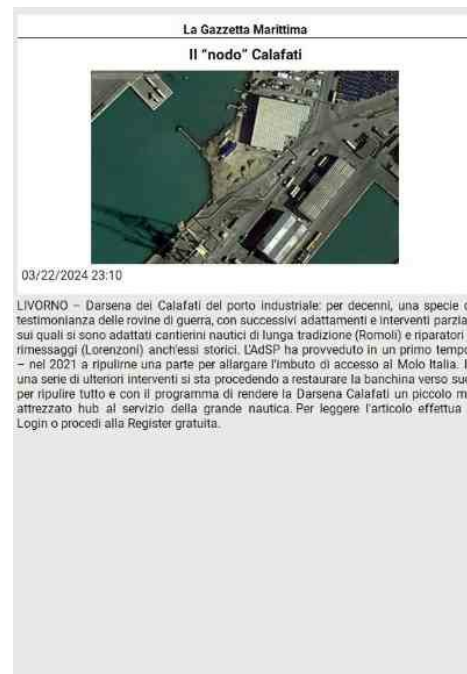 La Gazzetta Marittima
Il “nodo” Calafati
03/22/2024 23:10
LIVORNO – Darsena dei Calafati del porto industriale: per decenni, una specie
testimonianza delle rovine di guerra, con successivi adattamenti e interventi
sui quali si sono adattati cantierini nautici di lunga tradizione (Romoli) e riparatori
rimessaggi (Lorenzoni) anch'essi storici. L'AdSP ha provveduto in un primo
– nel 2021 a ripulirne una parte per allargare l'imbuto di accesso al Molo Italia.
una serie di ulteriori interventi si sta procedendo a restaurare la banchina verso
per ripulire tutto e con il programma di rendere la Darsena Calafati un piccolo
attrezzato hub al servizio della grande nautica. Per leggere l'articolo effettua
Login o procedi alla Register gratuita.